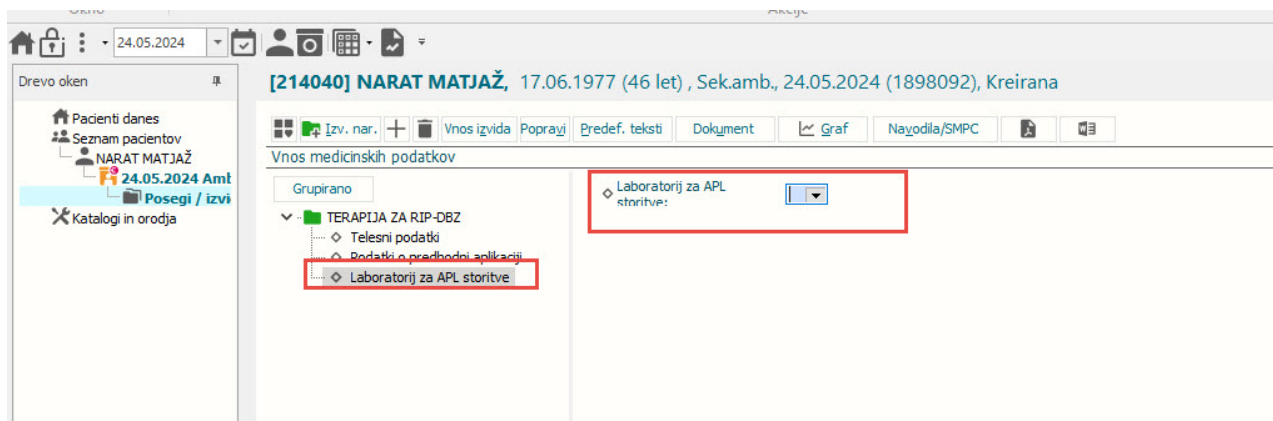 Okno
Akcije
24.05.2024
Drevo oken
[214040] NARAT MATJAŽ, 17.06.1977 (46 let) , Sek.amb., 24.05.2024 (1898092), Kreirana
Pacienti danes
Seznam pacientov
NARAT MATJAŽ
24.05.2024 Amb
Posegi / izvi
Katalogi in orodja
Izv. nar.
Vnos izvida
Popravi
Predef. teksti
Dokument
Graf
Navodila/SMPC
Vnos medicinskih podatkov
Grupirano
TERAPIJA ZA RIP-DBZ
Telesni podatki
Podatki o predhodni aplikaciji
Laboratorij za APL storitve
Laboratorij za APL
storitve: